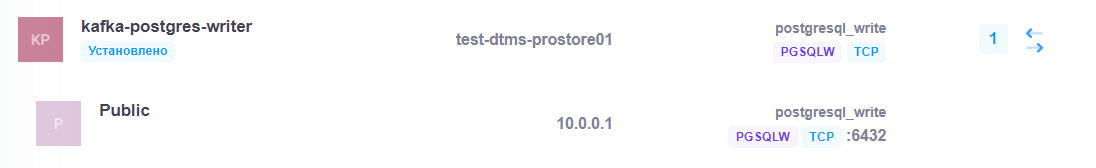 KP kafka-postgres-writer test-dtms-prostore01 postgresql_write
Установлено PGSQLW TCP 1
P Public 10.0.0.1 postgresql_write
PGSQLW TCP :6432